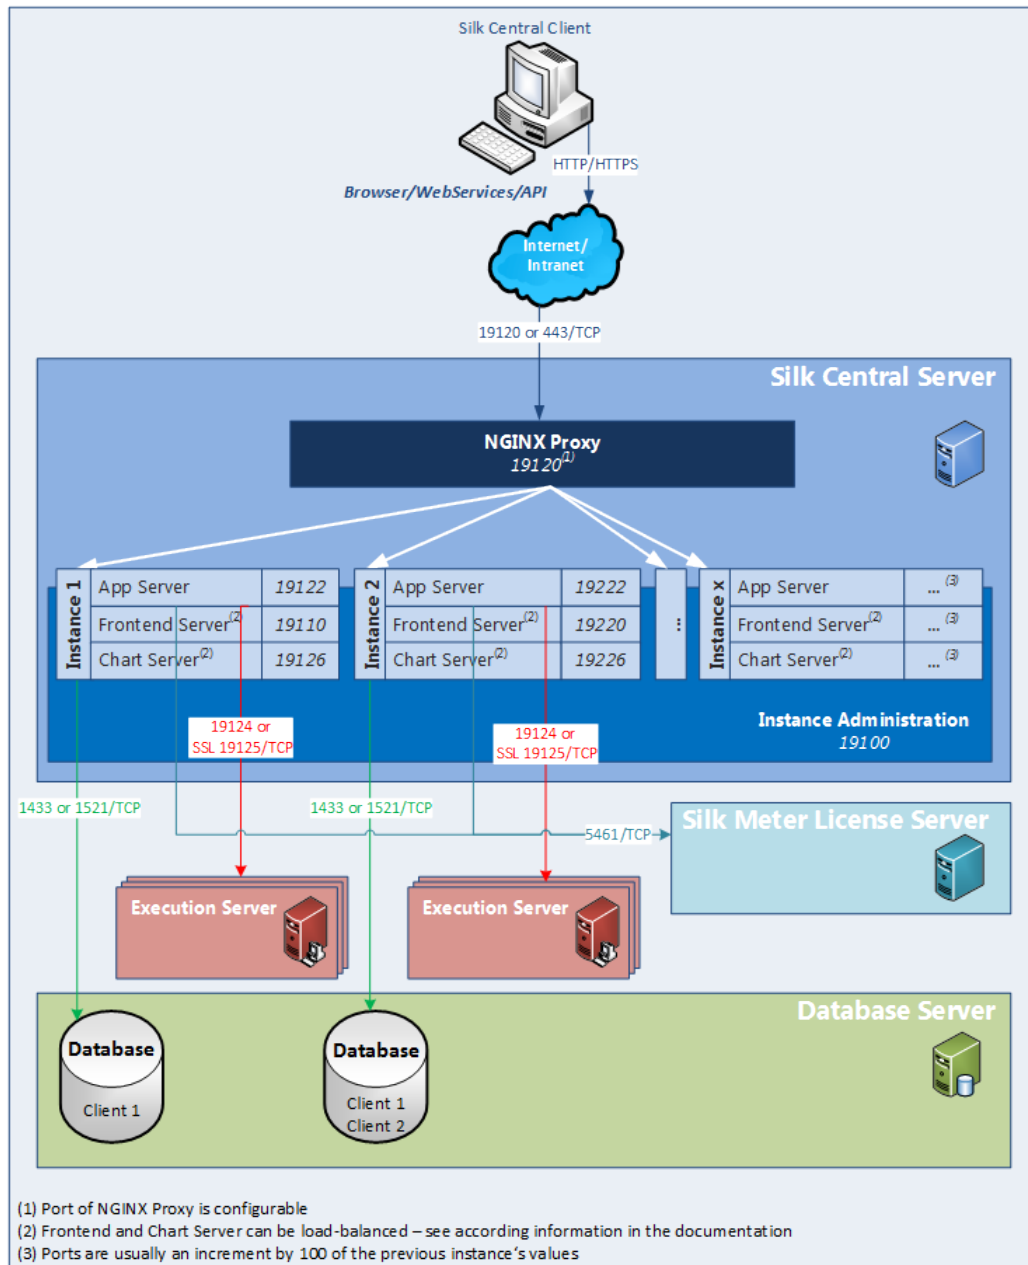 Silk Central Client
HTTP/HTTPS
Browser/WebServices/API
Internet/
Intranet
19120 or 443/TCP
Silk Central Server
NGINX Proxy
19120(1)
Instance 1
App Server 19122
Frontend Server(2) 19110
Chart Server(2) 19126
Instance 2
App Server 19222
Frontend Server(2) 19220
Chart Server(2) 19226
...
Instance x
App Server ... (3)
Frontend Server(2) ... (3)
Chart Server(2) ... (3)
Instance Administration
19100
19124 or
SSL 19125/TCP
19124 or
SSL 19125/TCP
1433 or 1521/TCP
1433 or 1521/TCP
5461/TCP
Silk Meter License Server
Execution Server
Execution Server
Database Server
Database
Client 1
Database
Client 1
Client 2
(1) Port of NGINX Proxy is configurable
(2) Frontend and Chart Server can be load-balanced – see according information in the documentation
(3) Ports are usually an increment by 100 of the previous instance‘s values